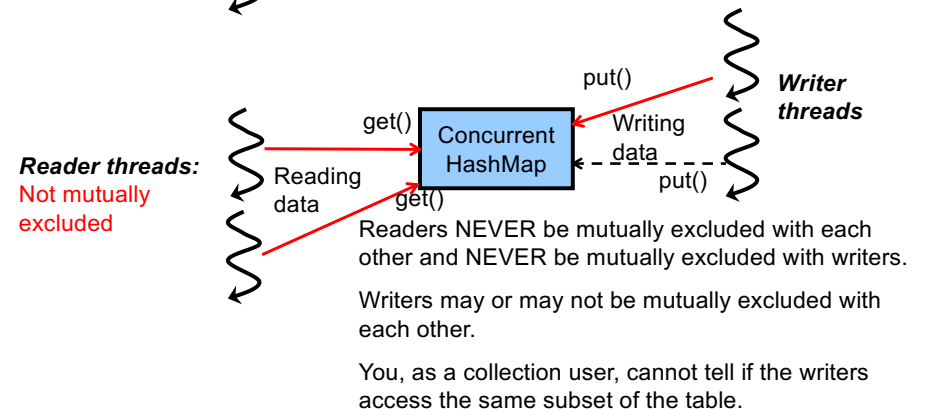 put()
Writer
threads
get()
Concurrent
HashMap
Writing
data
Reader threads:
Not mutually
excluded
Reading
data
put()
get()
Readers NEVER be mutually excluded with each
other and NEVER be mutually excluded with writers.
Writers may or may not be mutually excluded with
each other.
You, as a collection user, cannot tell if the writers
access the same subset of the table.